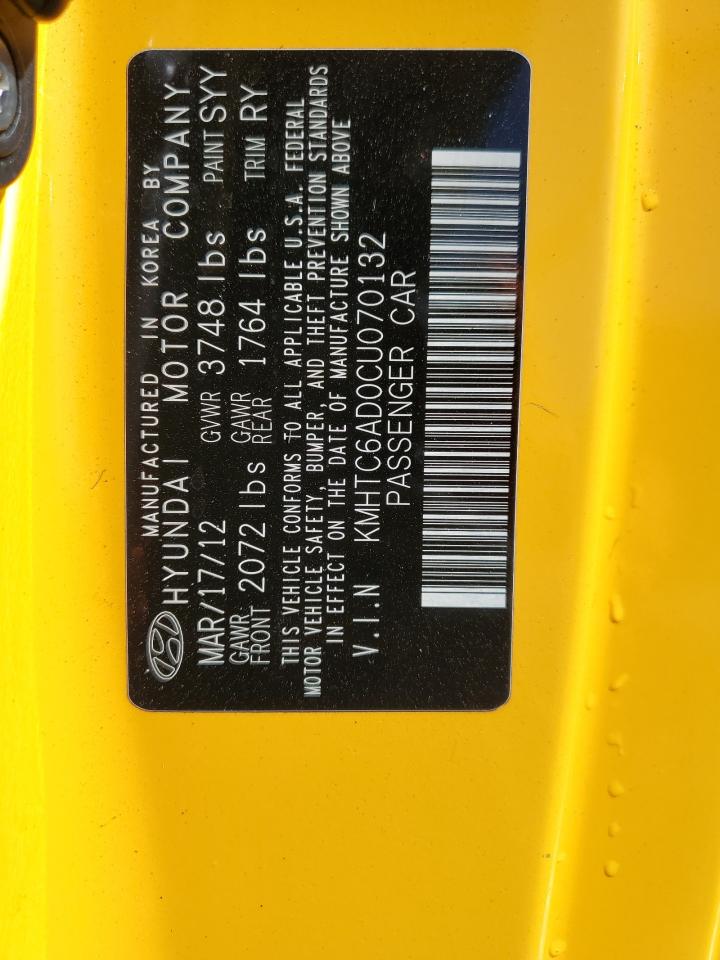 MANUFACTURED IN KOREA BY
HYUNDAI MOTOR COMPANY
MAR/17/12 GVWR 3748 lbs PAINT SYY
GAWR FRONT 2072 lbs GAWR REAR 1764 lbs TRIM RY
THIS VEHICLE CONFORMS TO ALL APPLICABLE U.S.A. FEDERAL
MOTOR VEHICLE SAFETY, BUMPER, AND THEFT PREVENTION STANDARDS
IN EFFECT ON THE DATE OF MANUFACTURE SHOWN ABOVE
V.I.N KMHTC6AD0CU070132
PASSENGER CAR